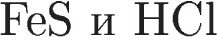 FeS и HCl